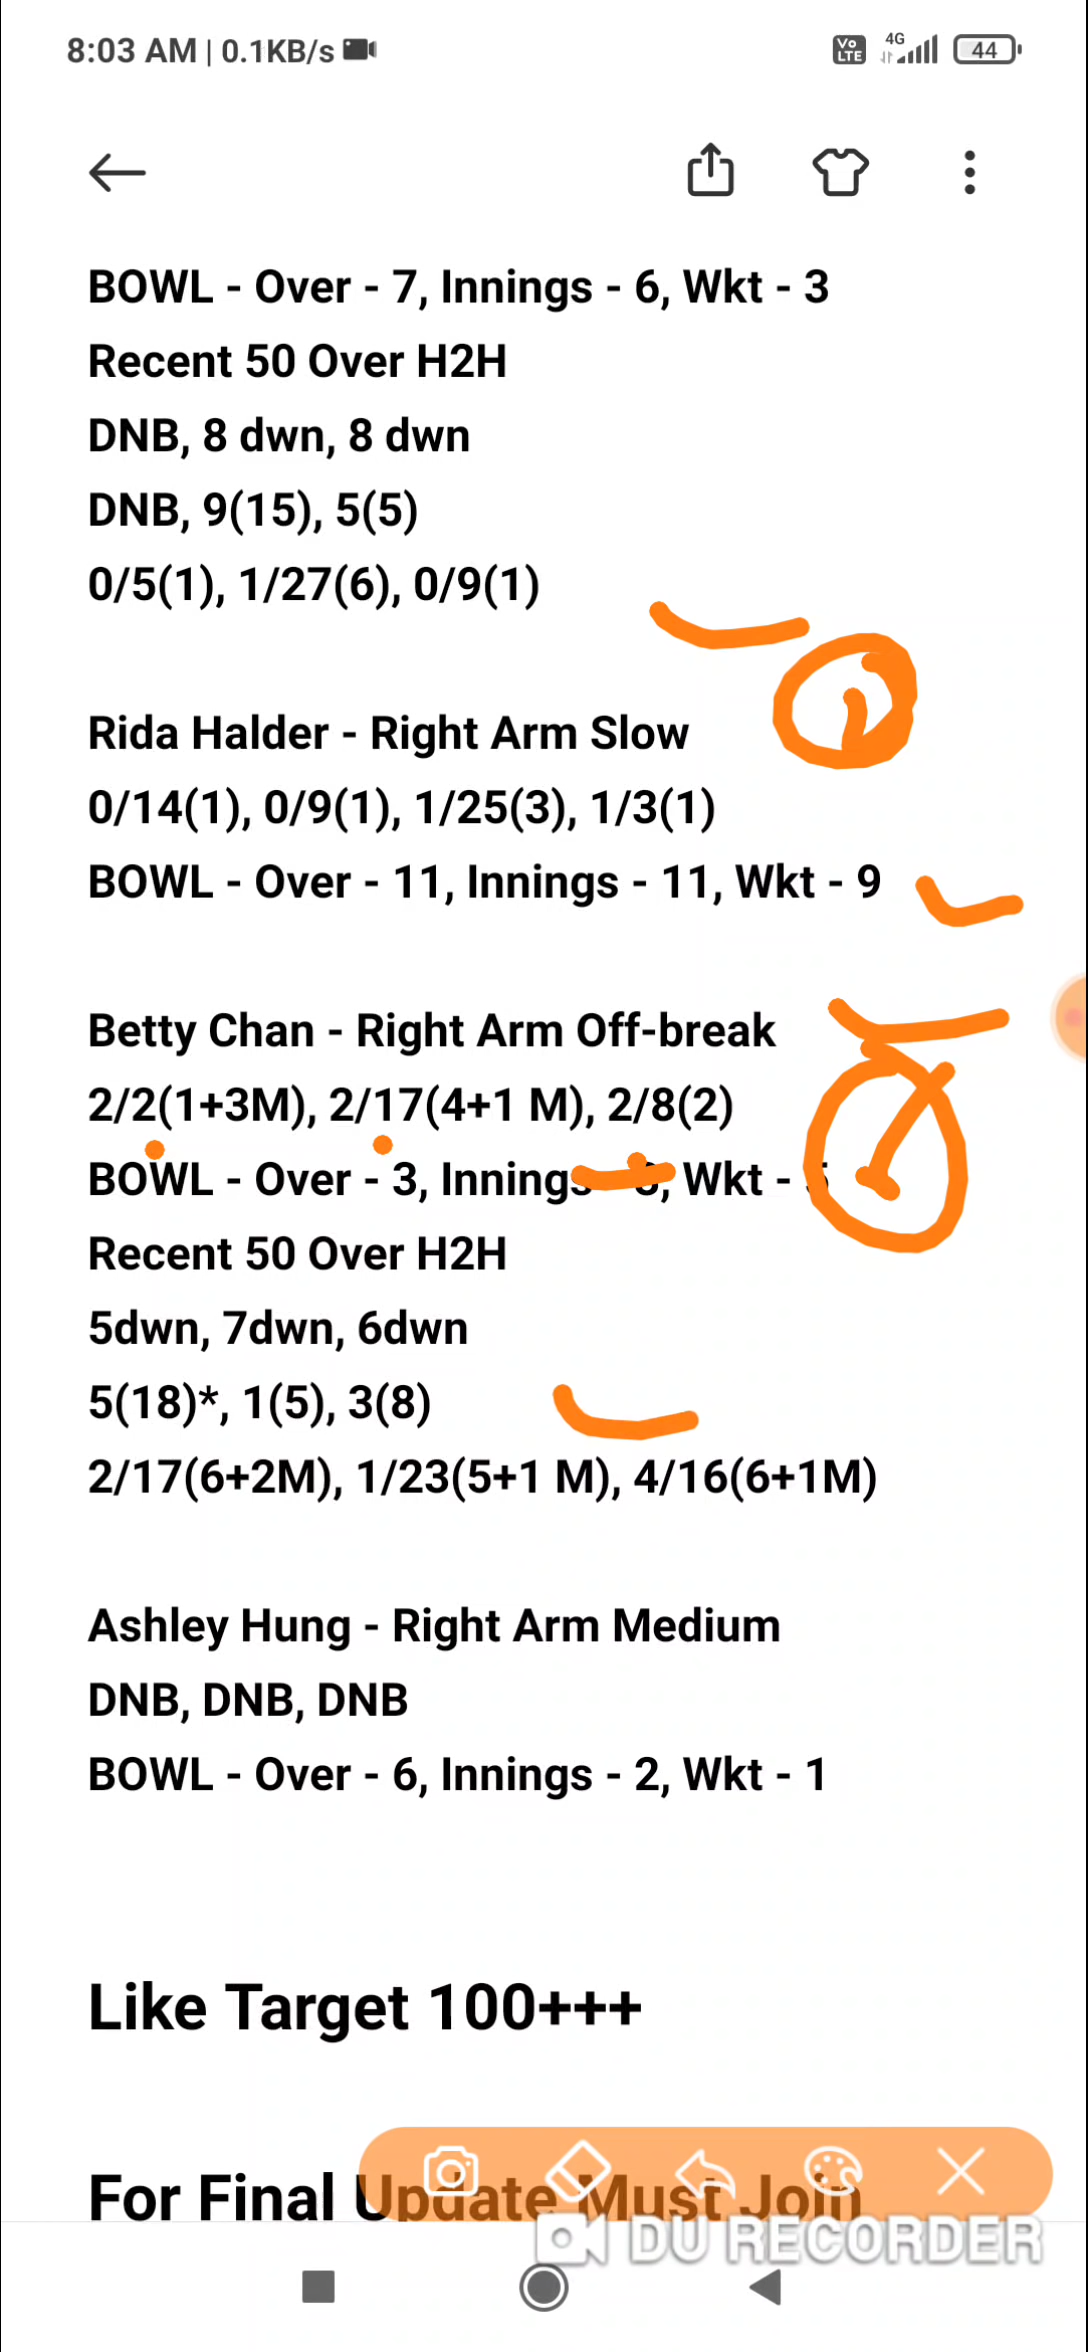 8:03 AM | 0.1KB/s
Vo LTE 4G 44
BOWL - Over - 7, Innings - 6, Wkt - 3
Recent 50 Over H2H
DNB, 8 dwn, 8 dwn
DNB, 9(15), 5(5)
0/5(1), 1/27(6), 0/9(1)
Rida Halder - Right Arm Slow
0/14(1), 0/9(1), 1/25(3), 1/3(1)
BOWL - Over - 11, Innings - 11, Wkt - 9
Betty Chan - Right Arm Off-break
2/2(1+3M), 2/17(4+1 M), 2/8(2)
BOWL - Over - 3, Innings - , Wkt -
Recent 50 Over H2H
5dwn, 7dwn, 6dwn
5(18)*, 1(5), 3(8)
2/17(6+2M), 1/23(5+1 M), 4/16(6+1M)
Ashley Hung - Right Arm Medium
DNB, DNB, DNB
BOWL - Over - 6, Innings - 2, Wkt - 1
Like Target 100+++
For Final Update Must Join
DU RECORDER